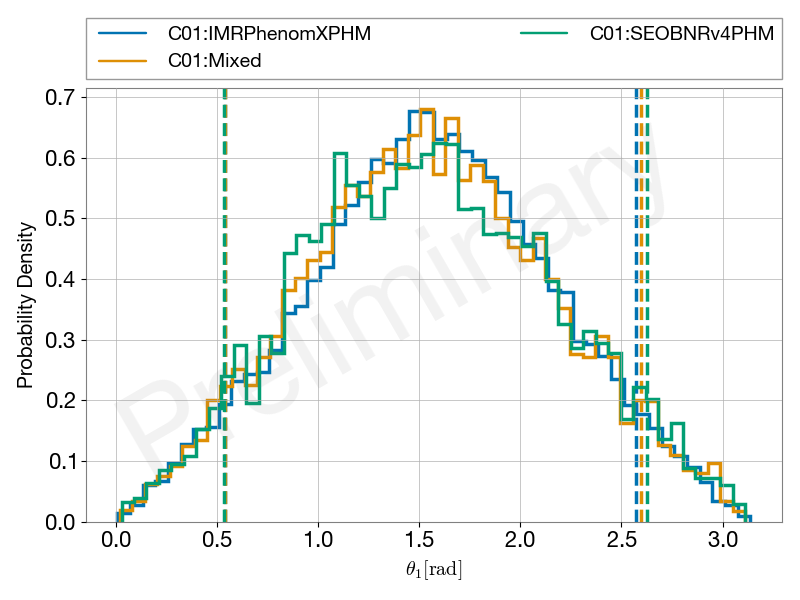 C01:IMRPhenomXPHM
C01:Mixed
C01:SEOBNRv4PHM
0.7
0.6
0.5
0.4
0.3
0.2
0.1
0.0
Probability Density
Preliminary
0.0 0.5 1.0 1.5 2.0 2.5 3.0
θ₁[rad]